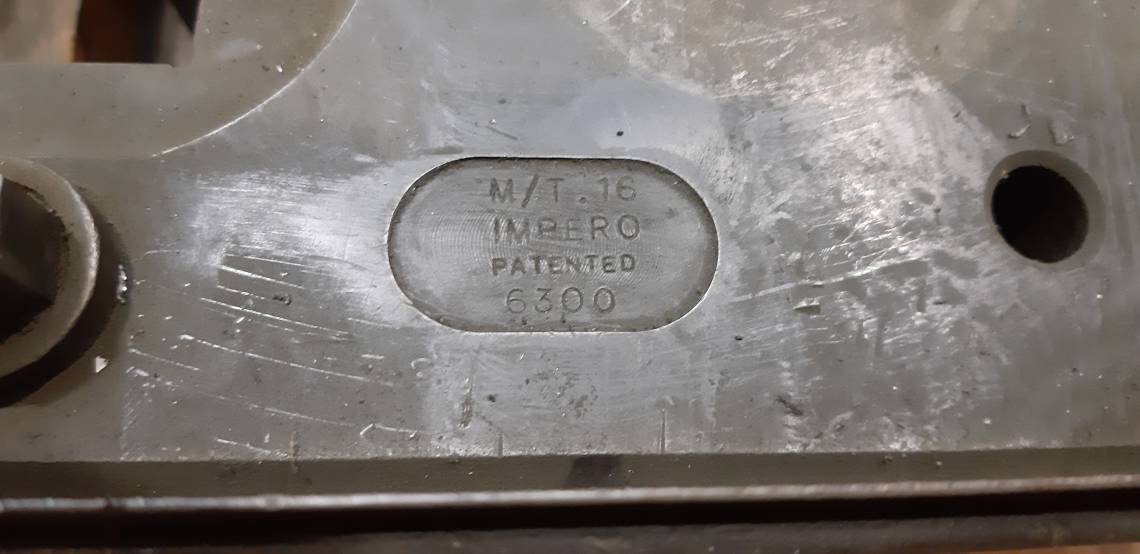 M/T.16
IMPERO
PATENTED
6300